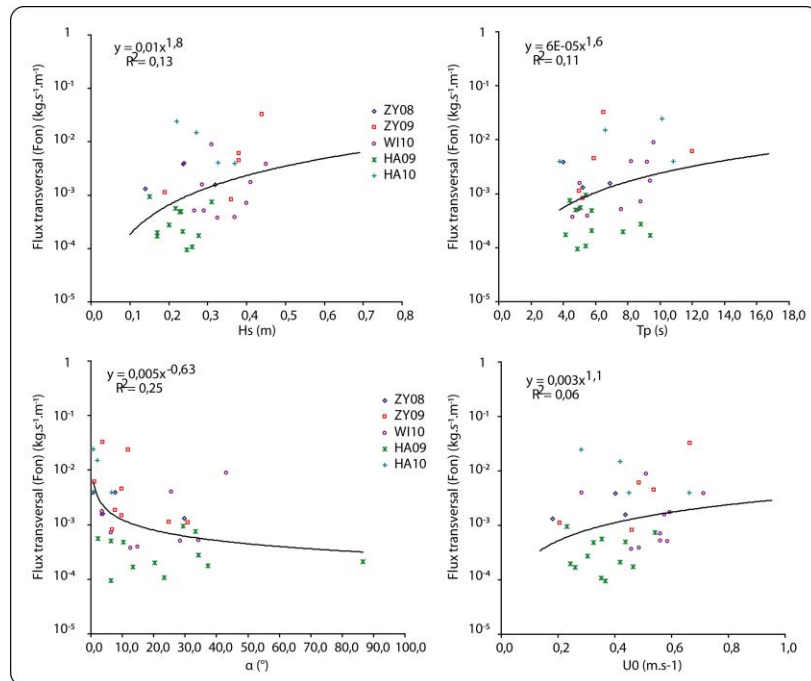 y = 0,01x1,8
R2= 0,13
1
10-1
10-2
10-3
10-4
10-5
Flux transversal (Fon) (kg.s-1.m-1)
0,0 0,1 0,2 0,3 0,4 0,5 0,6 0,7 0,8
Hs (m)
ZY08
ZY09
WI10
HA09
HA10
y = 6E-05x1,6
R2= 0,11
1
10-1
10-2
10-3
10-4
10-5
Flux transversal (Fon) (kg.s-1.m-1)
2,0 4,0 6,0 8,0 10,0 12,0 14,0 16,0 18,0
Tp (s)
y = 0,005x-0,63
R2= 0,25
1
10-1
10-2
10-3
10-4
10-5
Flux transversal (Fon) (kg.s-1.m-1)
0,0 10,0 20,0 30,0 40,0 50,0 60,0 70,0 80,0 90,0 100,0
α (°)
ZY08
ZY09
WI10
HA09
HA10
y = 0,003x1,1
R2= 0,06
1
10-1
10-2
10-3
10-4
10-5
Flux transversal (Fon) (kg.s-1.m-1)
0,0 0,2 0,4 0,6 0,8 1,0
U0 (m.s-1)